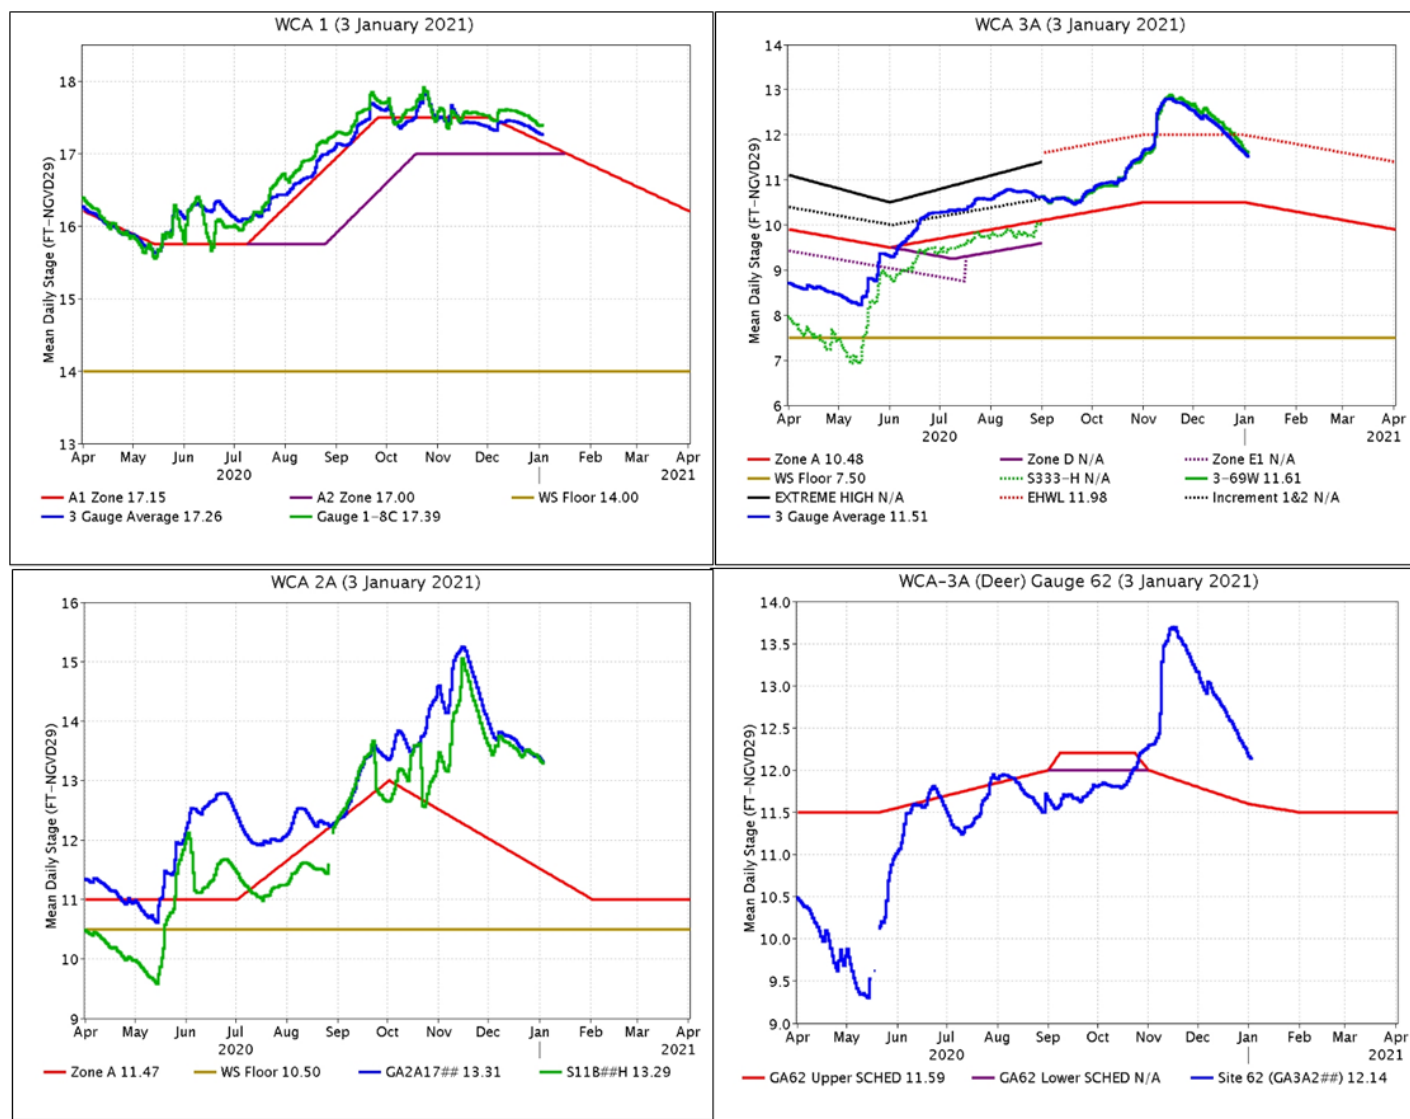 WCA 1 (3 January 2021)
Mean Daily Stage (FT-NGVD29)
18
17
16
15
14
13
Apr May Jun Jul Aug Sep Oct Nov Dec Jan Feb Mar Apr
2020 2021
A1 Zone 17.15 A2 Zone 17.00 WS Floor 14.00
3 Gauge Average 17.26 Gauge 1-8C 17.39
WCA 3A (3 January 2021)
Mean Daily Stage (FT-NGVD29)
14
13
12
11
10
9
8
7
6
Apr May Jun Jul Aug Sep Oct Nov Dec Jan Feb Mar Apr
2020 2021
Zone A 10.48 Zone D N/A Zone E1 N/A
WS Floor 7.50 S333-H N/A 3-69W 11.61
EXTREME HIGH N/A EHWL 11.98 Increment 1&2 N/A
3 Gauge Average 11.51
WCA 2A (3 January 2021)
Mean Daily Stage (FT-NGVD29)
16
15
14
13
12
11
10
9
Apr May Jun Jul Aug Sep Oct Nov Dec Jan Feb Mar Apr
2020 2021
Zone A 11.47 WS Floor 10.50 GA2A17## 13.31 S11B##H 13.29
WCA-3A (Deer) Gauge 62 (3 January 2021)
Mean Daily Stage (FT-NGVD29)
14.0
13.5
13.0
12.5
12.0
11.5
11.0
10.5
10.0
9.5
9.0
Apr May Jun Jul Aug Sep Oct Nov Dec Jan Feb Mar Apr
2020 2021
GA62 Upper SCHED 11.59 GA62 Lower SCHED N/A Site 62 (GA3A2##) 12.14